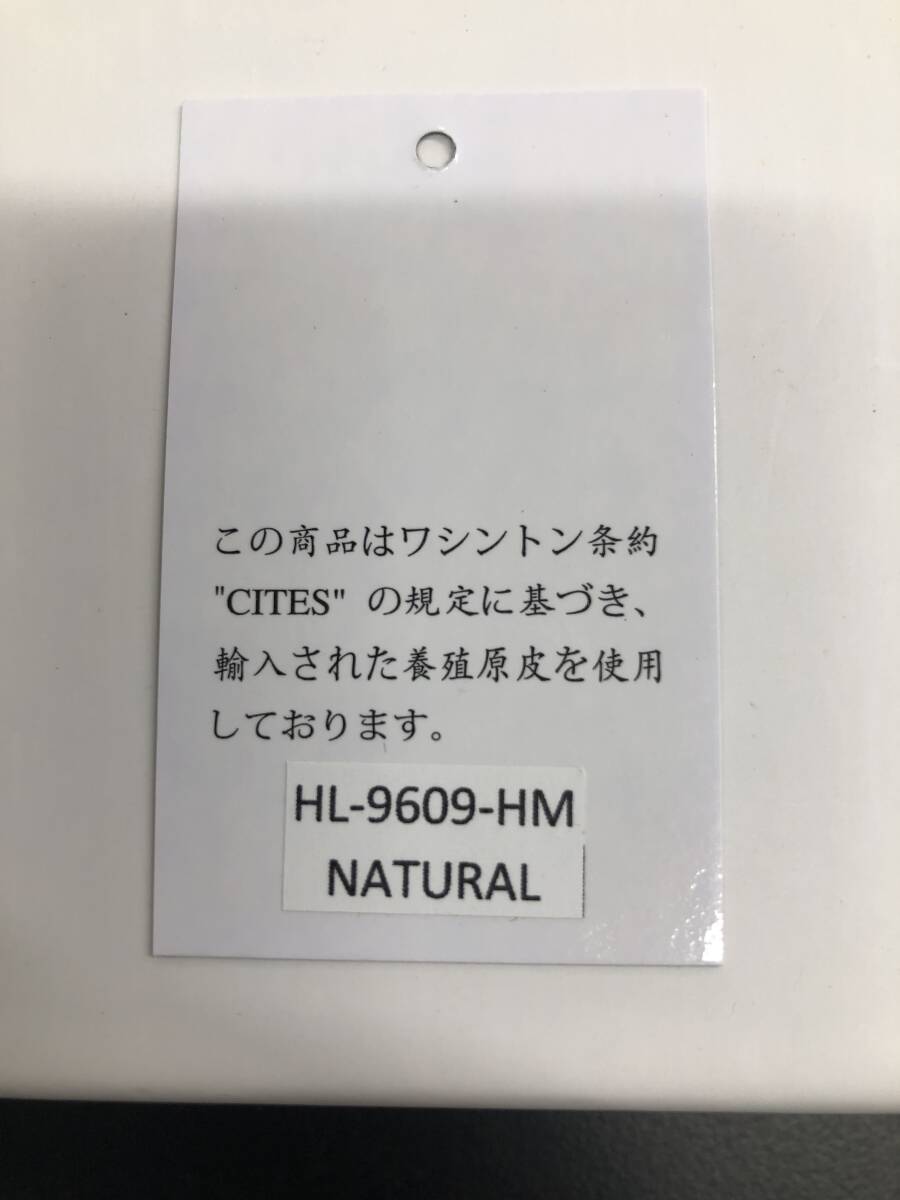 この商品はワシントン条約
"CITES" の規定に基づき、
輸入された養殖原皮を使用
しております。
HL-9609-HM
NATURAL